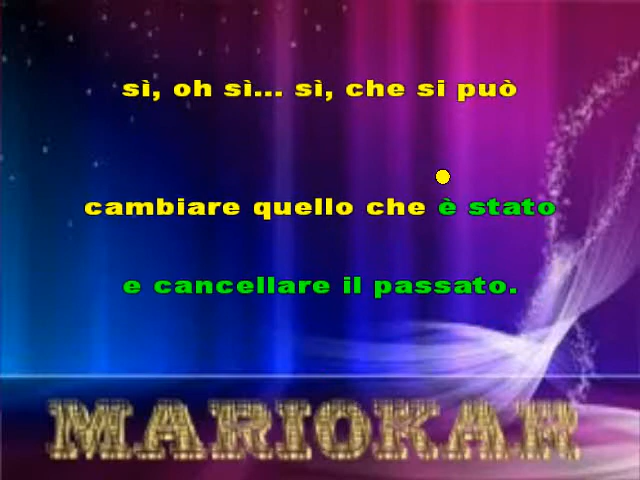 sì, oh sì... sì, che si può
cambiare quello che è stato
e cancellare il passato.
MARIOKAR